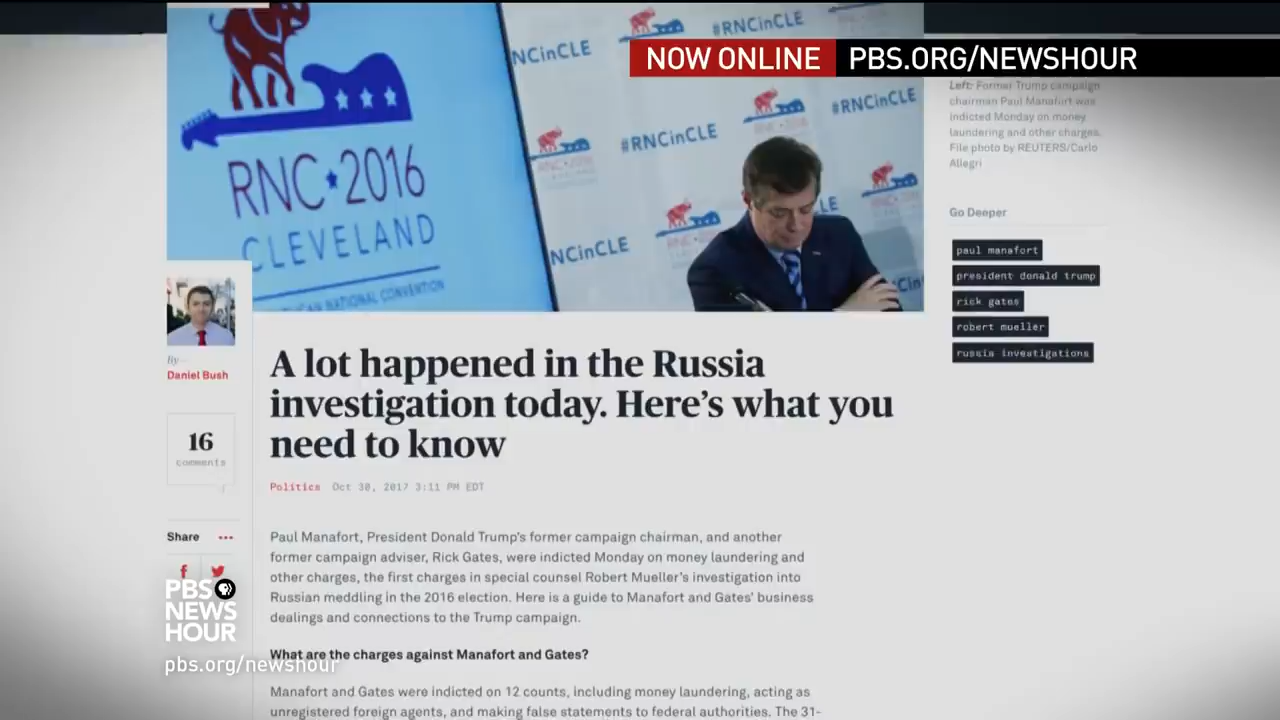 NOW ONLINE PBS.ORG/NEWSHOUR
RNC 2016
CLEVELAND
#RNCinCLE
NCinCLE
#RNCinCLE
#RNCinCLE
NCinCLE
Left: Former Trump campaign
chairman Paul Manafort was
indicted Monday on money
laundering and other charges.
File photo by REUTERS/Carlo
Allegri
Go Deeper
paul manafort
president donald trump
rick gates
robert mueller
russia investigations
By —
Daniel Bush
16
comments
Share
A lot happened in the Russia
investigation today. Here's what you
need to know
Politics Oct 30, 2017 3:11 PM EDT
Paul Manafort, President Donald Trump's former campaign chairman, and another
former campaign adviser, Rick Gates, were indicted Monday on money laundering and
other charges, the first charges in special counsel Robert Mueller's investigation into
Russian meddling in the 2016 election. Here is a guide to Manafort and Gates' business
dealings and connections to the Trump campaign.
What are the charges against Manafort and Gates?
Manafort and Gates were indicted on 12 counts, including money laundering, acting as
unregistered foreign agents, and making false statements to federal authorities. The 31-
PBS
NEWS
HOUR
pbs.org/newshour